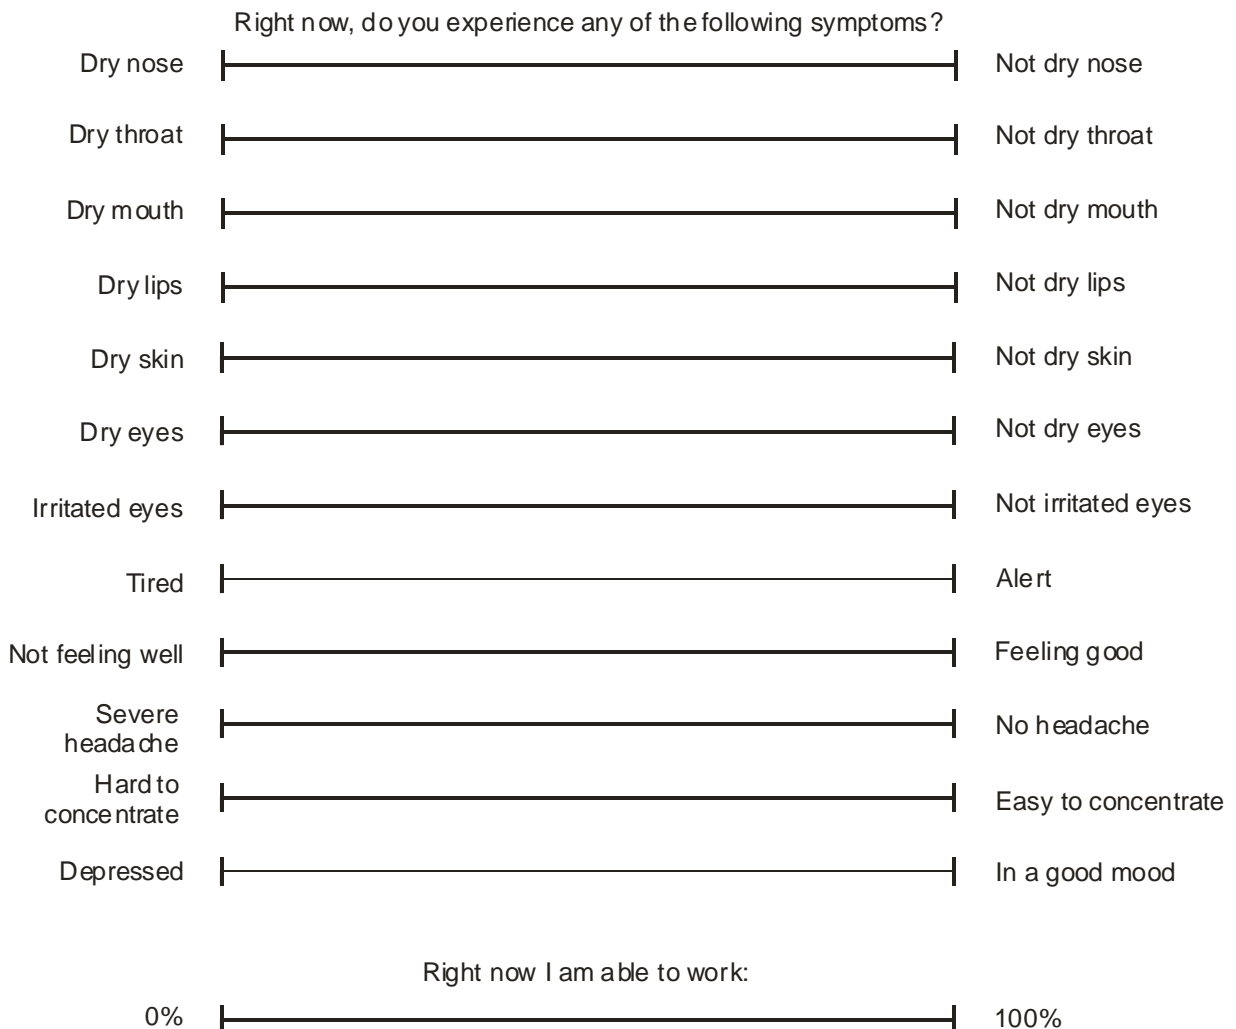 Right now, do you experience any of the following symptoms?
Dry nose Not dry nose
Dry throat Not dry throat
Dry mouth Not dry mouth
Dry lips Not dry lips
Dry skin Not dry skin
Dry eyes Not dry eyes
Irritated eyes Not irritated eyes
Tired Alert
Not feeling well Feeling good
Severe
headache No headache
Hard to
concentrate Easy to concentrate
Depressed In a good mood
Right now I am able to work:
0% 100%